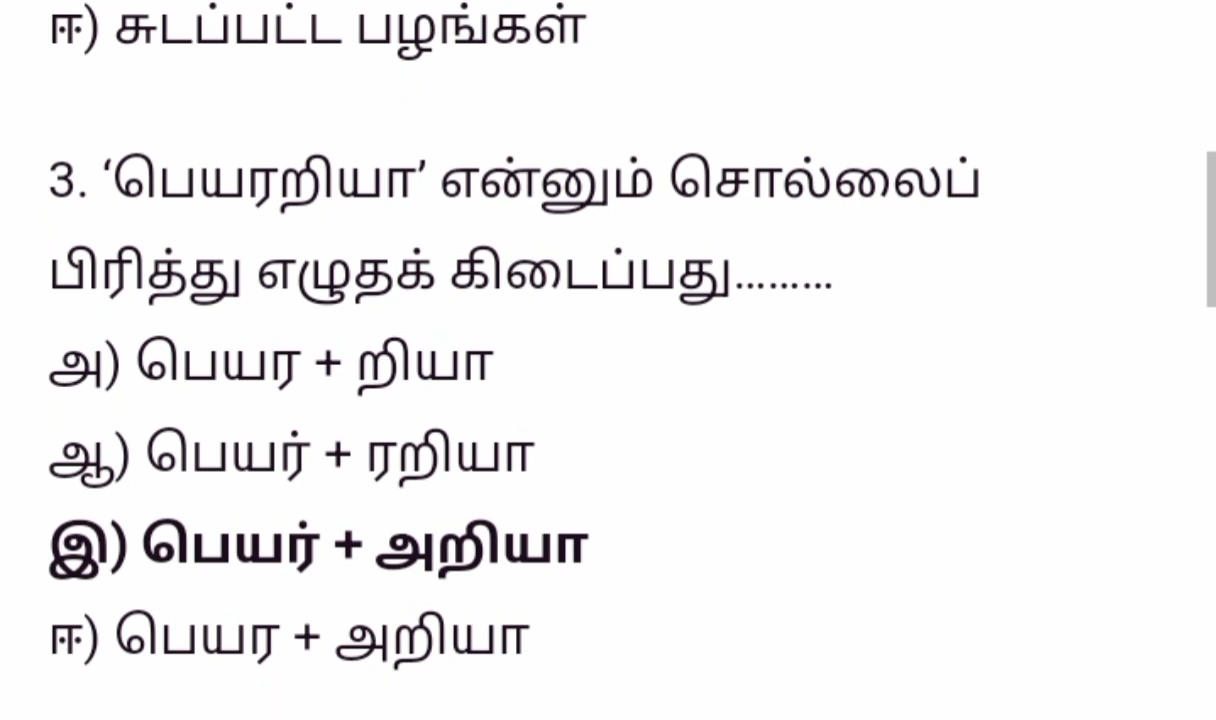 ஈ) சுடப்பட்ட பழங்கள்
3. ‘பெயரறியா’ என்னும் சொல்லைப்
பிரித்து எழுதக் கிடைப்பது.........
அ) பெயர + றியா
ஆ) பெயர் + ரறியா
இ) பெயர் + அறியா
ஈ) பெயர + அறியா